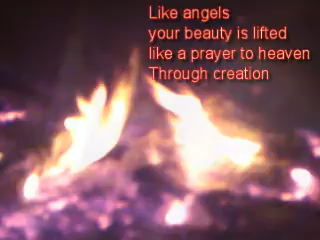 Like angels
your beauty is lifted
like a prayer to heaven
Through creation